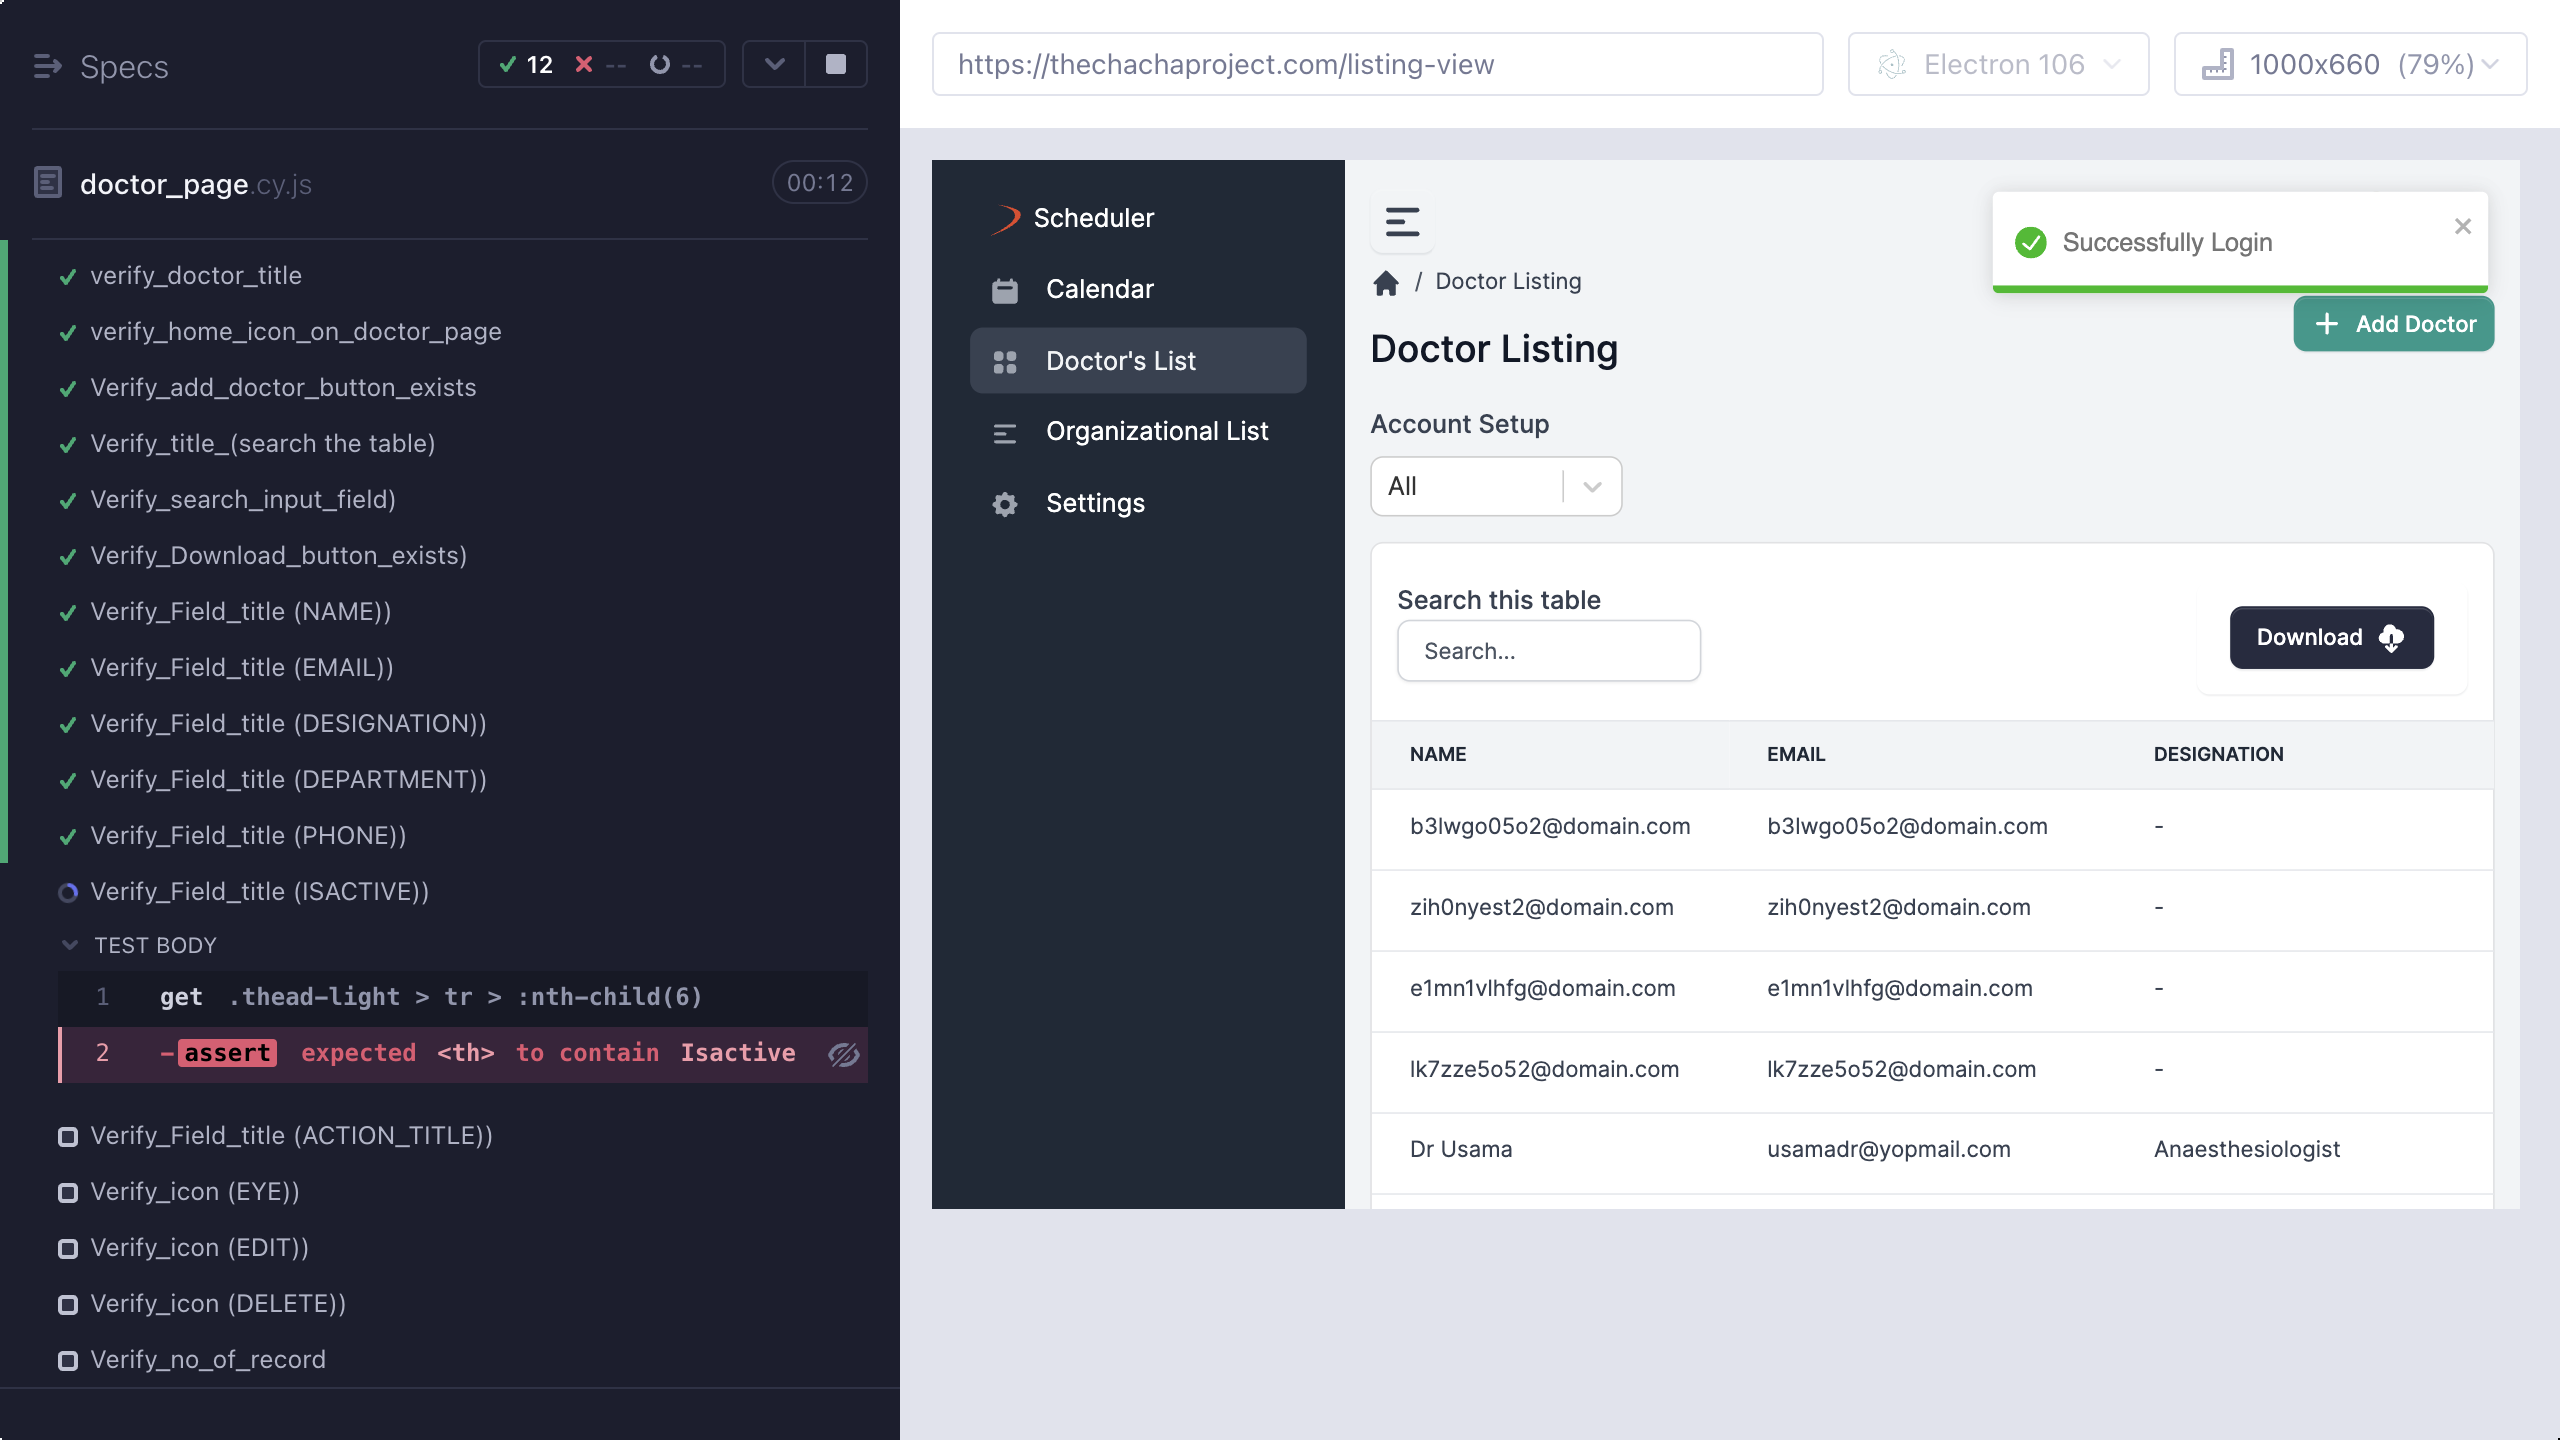 Specs
12 -- --
doctor_page.cy.js 00:12
verify_doctor_title
verify_home_icon_on_doctor_page
Verify_add_doctor_button_exists
Verify_title_(search the table)
Verify_search_input_field)
Verify_Download_button_exists)
Verify_Field_title (NAME))
Verify_Field_title (EMAIL))
Verify_Field_title (DESIGNATION))
Verify_Field_title (DEPARTMENT))
Verify_Field_title (PHONE))
Verify_Field_title (ISACTIVE))
TEST BODY
1 get .thead-light > tr > :nth-child(6)
2 -assert expected <th> to contain Isactive
Verify_Field_title (ACTION_TITLE))
Verify_icon (EYE))
Verify_icon (EDIT))
Verify_icon (DELETE))
Verify_no_of_record
https://thechachaproject.com/listing-view
Electron 106
1000x660 (79%)
Scheduler
Calendar
Doctor's List
Organizational List
Settings
Successfully Login
/ Doctor Listing
Add Doctor
Doctor Listing
Account Setup
All
Search this table
Search...
Download
NAME EMAIL DESIGNATION
b3lwgo05o2@domain.com b3lwgo05o2@domain.com -
zih0nyest2@domain.com zih0nyest2@domain.com -
e1mn1vlhfg@domain.com e1mn1vlhfg@domain.com -
lk7zze5o52@domain.com lk7zze5o52@domain.com -
Dr Usama usamadr@yopmail.com Anaesthesiologist